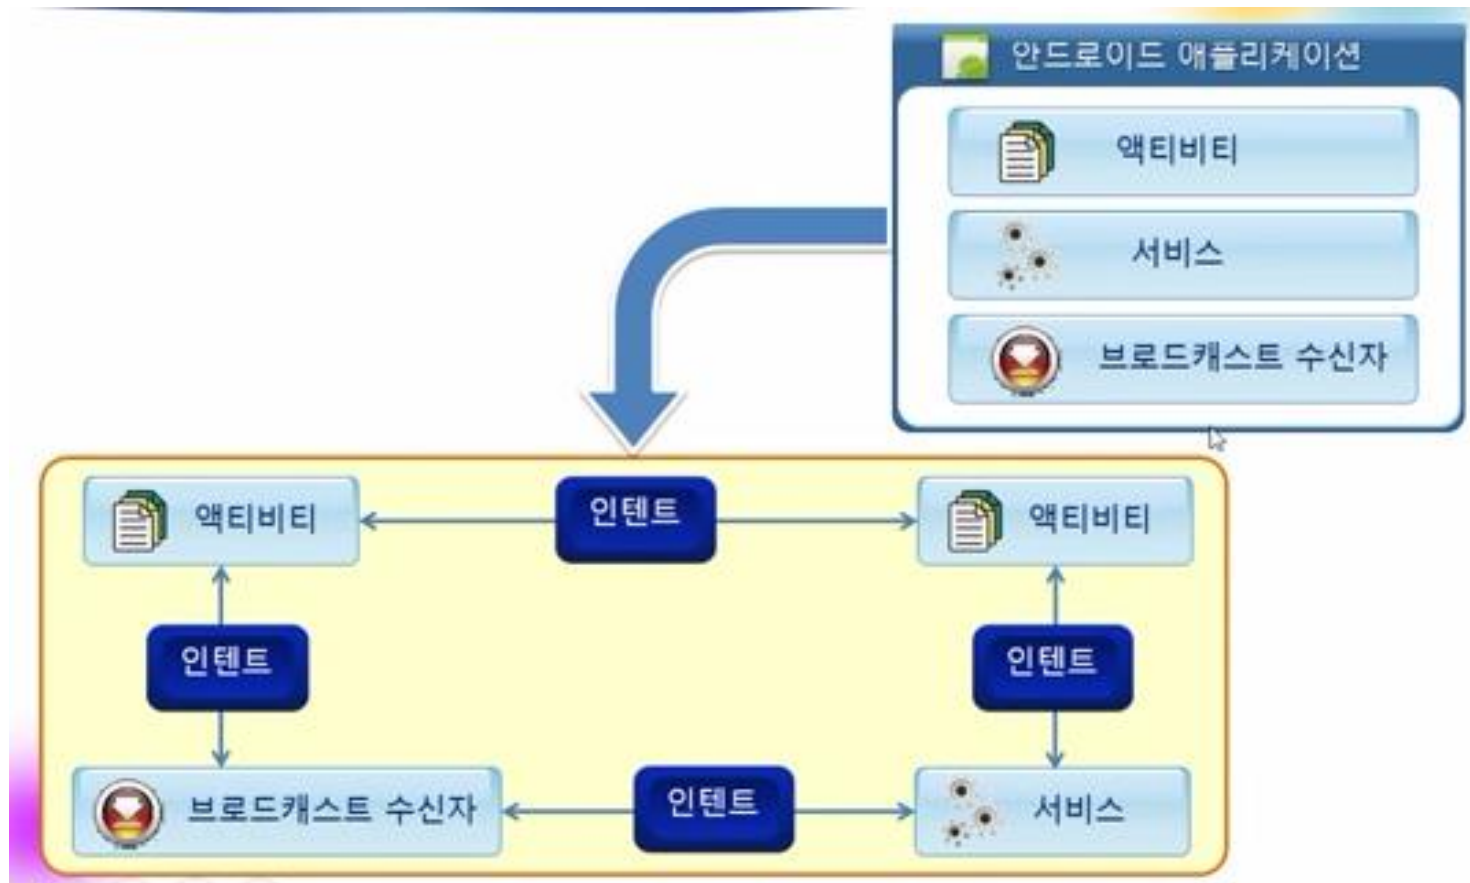 안드로이드 애플리케이션
액티비티
서비스
브로드캐스트 수신자
액티비티
인텐트
액티비티
인텐트
인텐트
브로드캐스트 수신자
인텐트
서비스